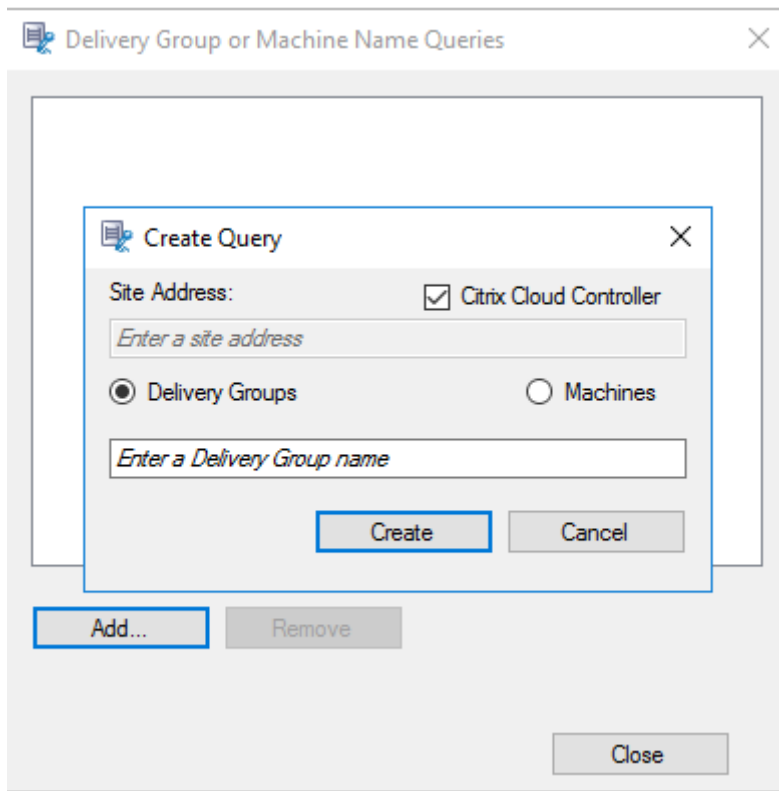 Delivery Group or Machine Name Queries
Create Query
Site Address:
Citrix Cloud Controller
Enter a site address
Delivery Groups
Machines
Enter a Delivery Group name
Create
Cancel
Add...
Remove
Close